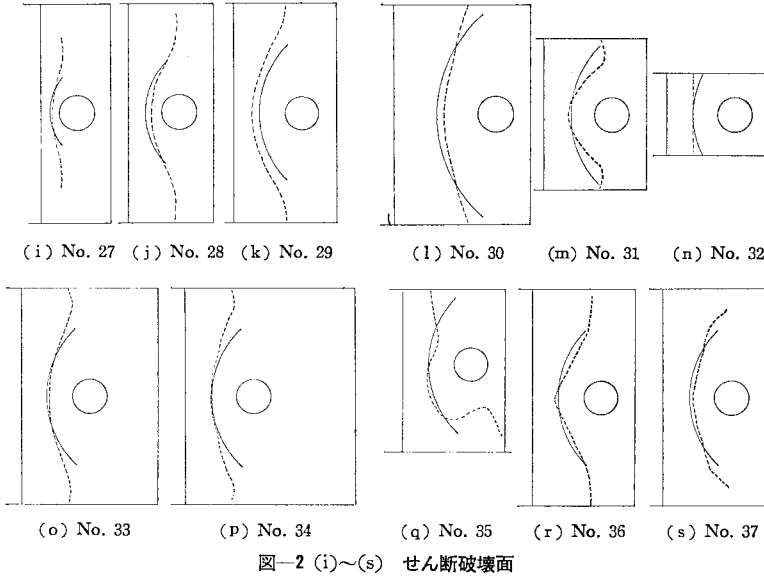 (i) No. 27 (j) No. 28 (k) No. 29 (l) No. 30 (m) No. 31 (n) No. 32
(o) No. 33 (p) No. 34 (q) No. 35 (r) No. 36 (s) No. 37
図—2 (i)～(s) せん断破壊面